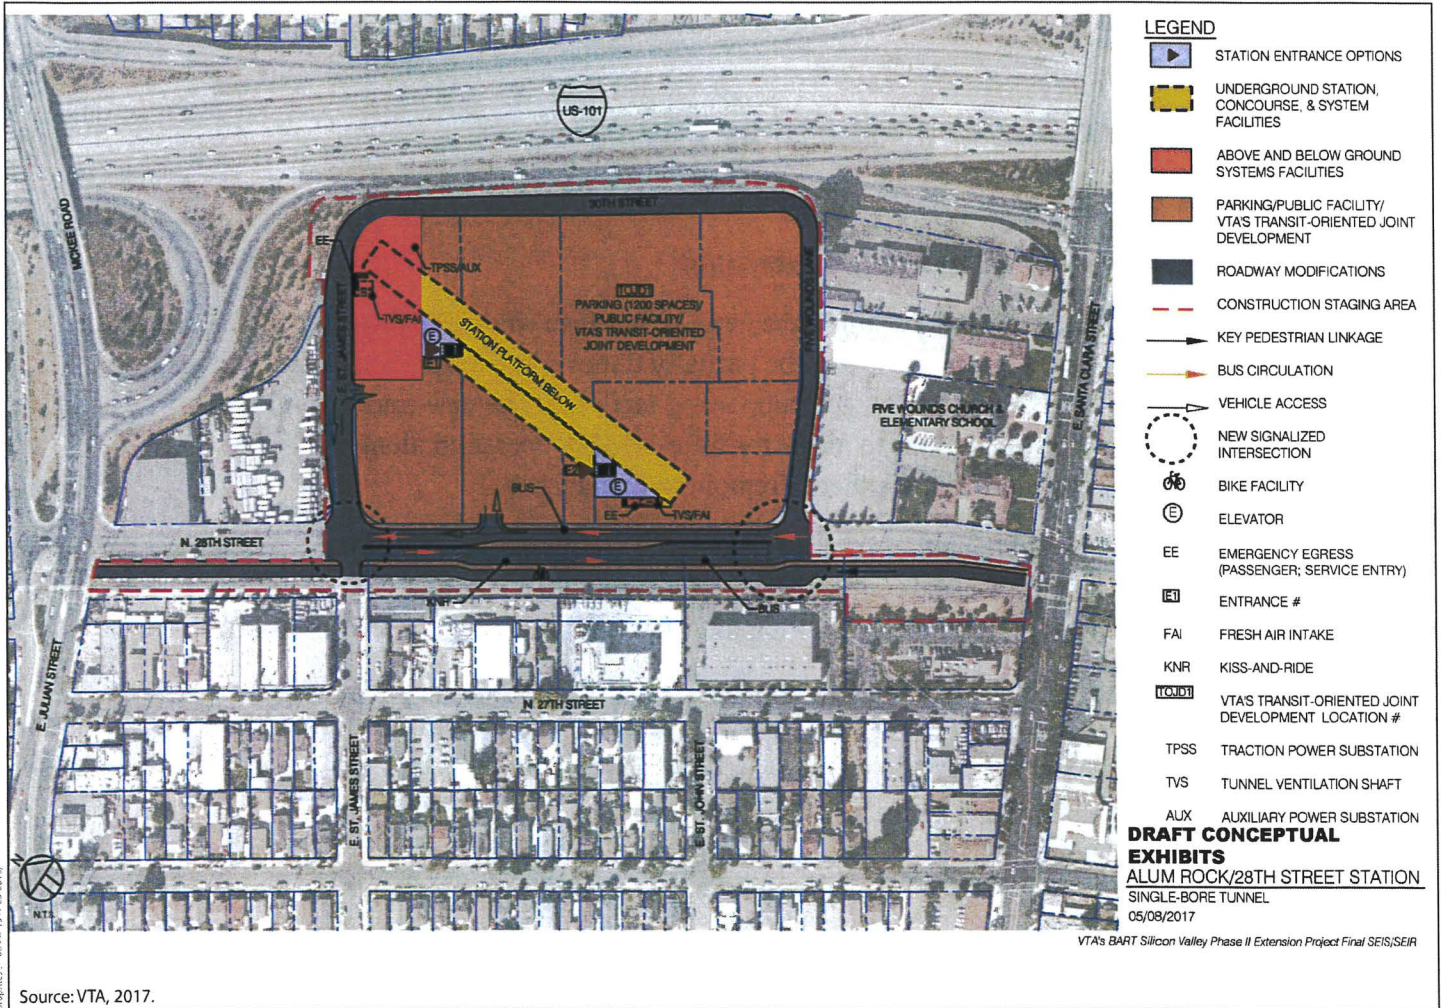 US-101
MCKEE ROAD
30TH STREET
EE
TPSS/AUX
TVS/FAI
E. ST. JAMES STREET
TOJD1
PARKING (1200 SPACES)/
PUBLIC FACILITY/
VTA'S TRANSIT-ORIENTED
JOINT DEVELOPMENT
STATION PLATFORM BELOW
E
E1
FIVE WOUNDS LANE
FIVE WOUNDS CHURCH &
ELEMENTARY SCHOOL
E. SANTA CLARA STREET
E2
E
BUS
EE
TVS/FAI
N. 28TH STREET
KNR
BUS
E. JULIAN STREET
N. 27TH STREET
E. ST. JAMES STREET
E. ST. JOHN STREET
N
N.T.S.
LEGEND
STATION ENTRANCE OPTIONS
UNDERGROUND STATION,
CONCOURSE, & SYSTEM
FACILITIES
ABOVE AND BELOW GROUND
SYSTEMS FACILITIES
PARKING/PUBLIC FACILITY/
VTA'S TRANSIT-ORIENTED JOINT
DEVELOPMENT
ROADWAY MODIFICATIONS
CONSTRUCTION STAGING AREA
KEY PEDESTRIAN LINKAGE
BUS CIRCULATION
VEHICLE ACCESS
NEW SIGNALIZED
INTERSECTION
BIKE FACILITY
E ELEVATOR
EE EMERGENCY EGRESS
(PASSENGER; SERVICE ENTRY)
E1 ENTRANCE #
FAI FRESH AIR INTAKE
KNR KISS-AND-RIDE
TOJD1 VTA'S TRANSIT-ORIENTED JOINT
DEVELOPMENT LOCATION #
TPSS TRACTION POWER SUBSTATION
TVS TUNNEL VENTILATION SHAFT
AUX AUXILIARY POWER SUBSTATION
DRAFT CONCEPTUAL
EXHIBITS
ALUM ROCK/28TH STREET STATION
SINGLE-BORE TUNNEL
05/08/2017
VTA's BART Silicon Valley Phase II Extension Project Final SEIS/SEIR
Source: VTA, 2017.